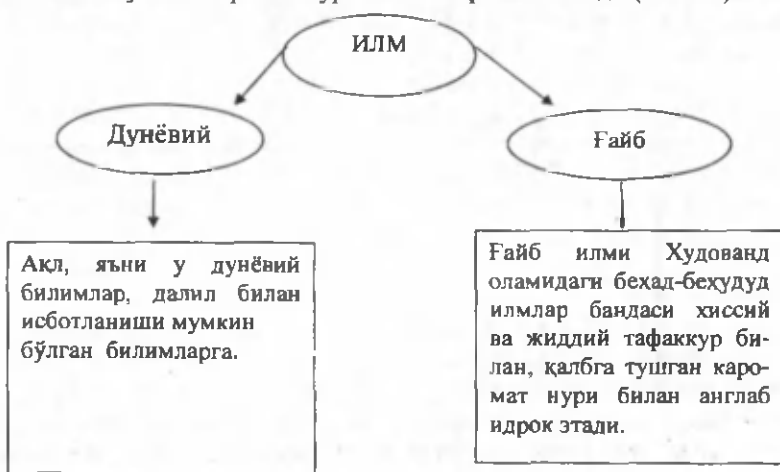 ИЛМ
Дунёвий
Ғайб
Ақл, яъни у дунёвий
билимлар, далил билан
исботланиши мумкин
бўлган билимларга.
Ғайб илми Худованд
оламидаги беҳад-беҳудуд
илмлар бандаси хиссий
ва жиддий тафаккур би-
лан, қалбга тушган каро-
мат нури билан англаб
идрок этади.